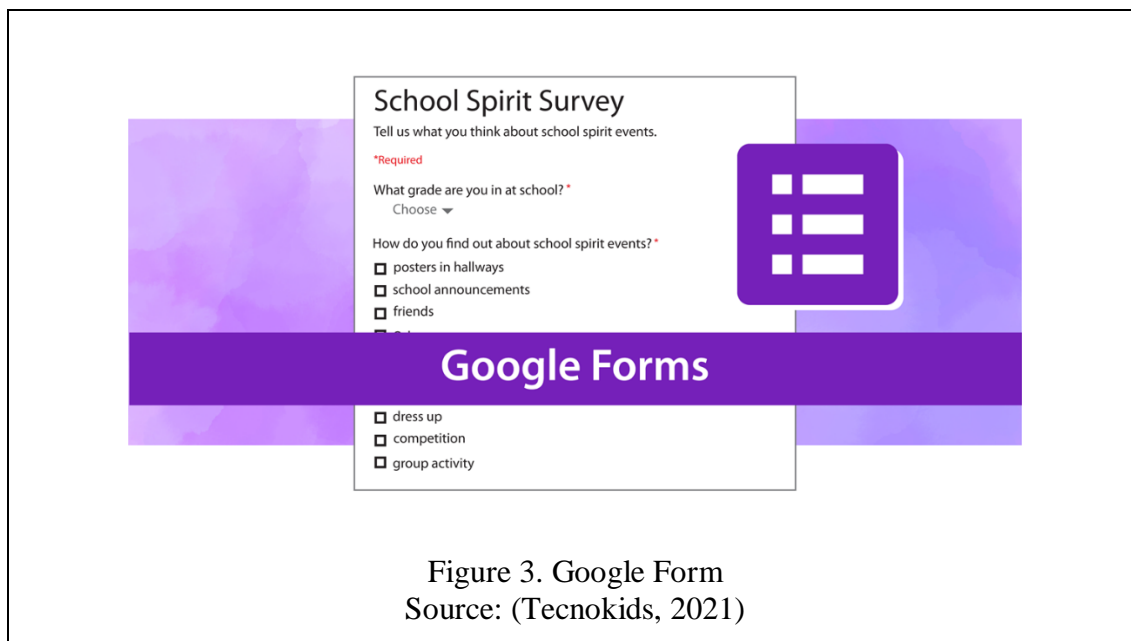 School Spirit Survey
Tell us what you think about school spirit events.
*Required
What grade are you in at school? *
Choose
How do you find out about school spirit events? *
posters in hallways
school announcements
friends
Google Forms
dress up
competition
group activity
Figure 3. Google Form
Source: (Tecnokids, 2021)